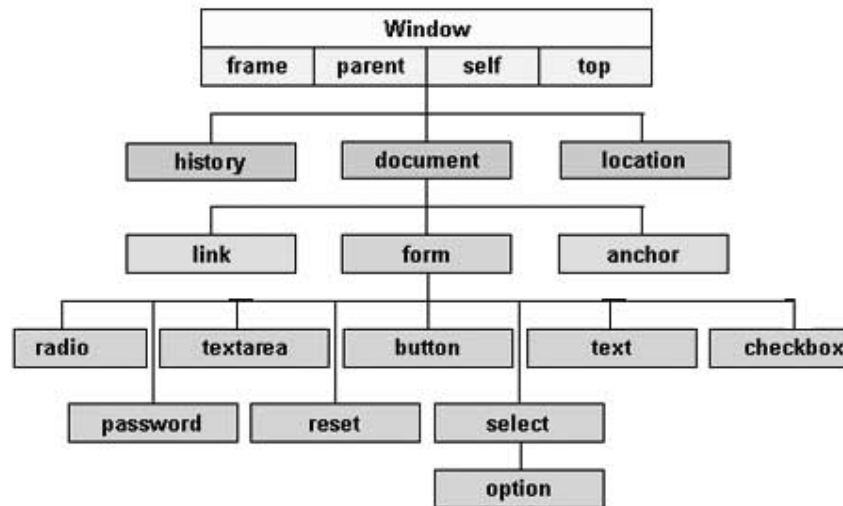 Window
frame parent self top
history document location
link form anchor
radio textarea button text checkbox
password reset select
option